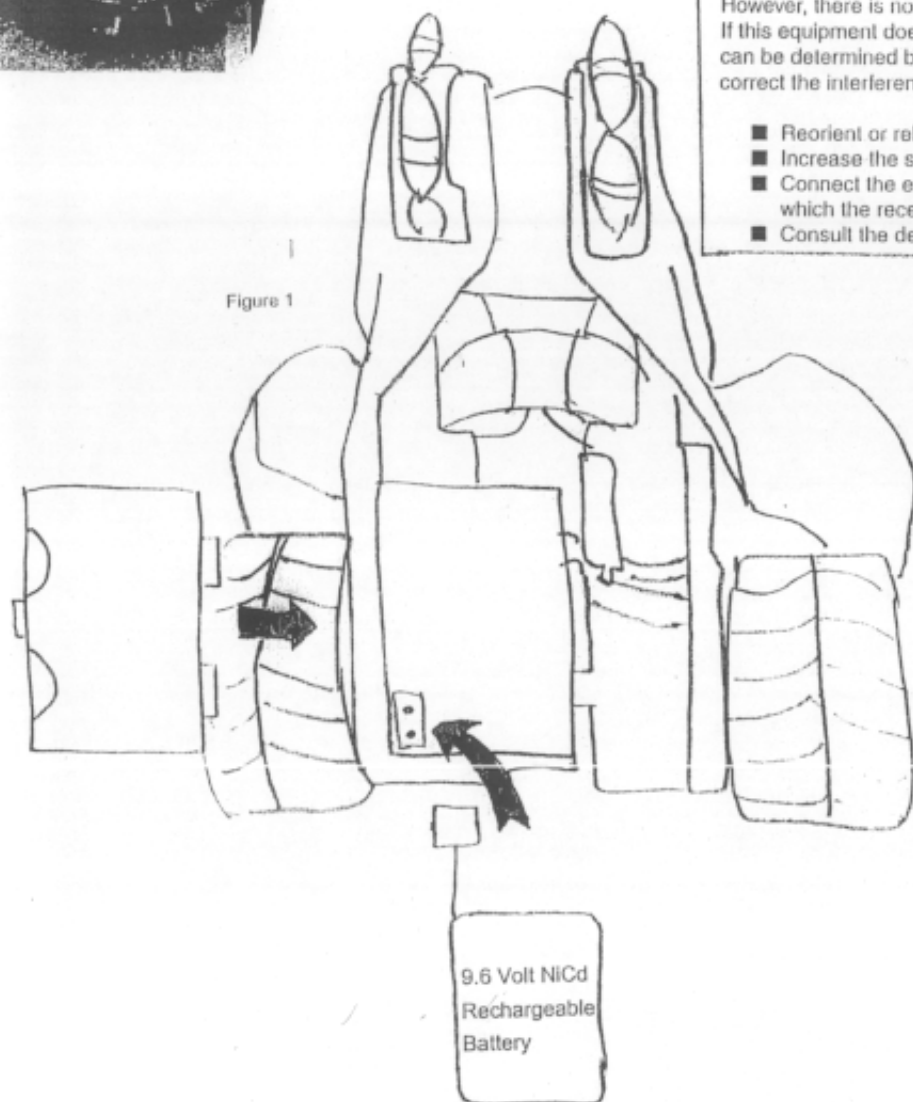 However, there is no
If this equipment doe
can be determined b
correct the interferen
■ Reorient or rel
■ Increase the s
■ Connect the e
which the rece
■ Consult the de
Figure 1
9.6 Volt NiCd
Rechargeable
Battery